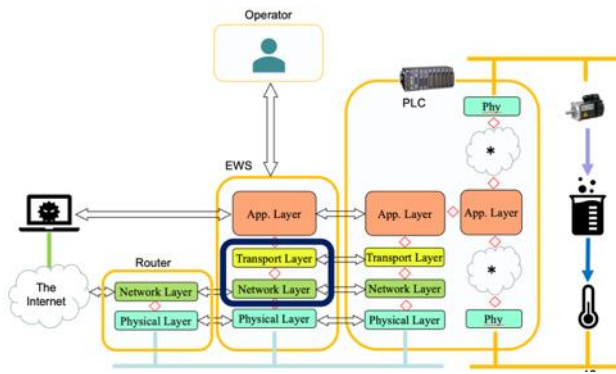 Operator
PLC
Phy
*
EWS
App. Layer
App. Layer
App. Layer
Router
Transport Layer
Transport Layer
*
The
Internet
Network Layer
Network Layer
Network Layer
Physical Layer
Physical Layer
Physical Layer
Phy